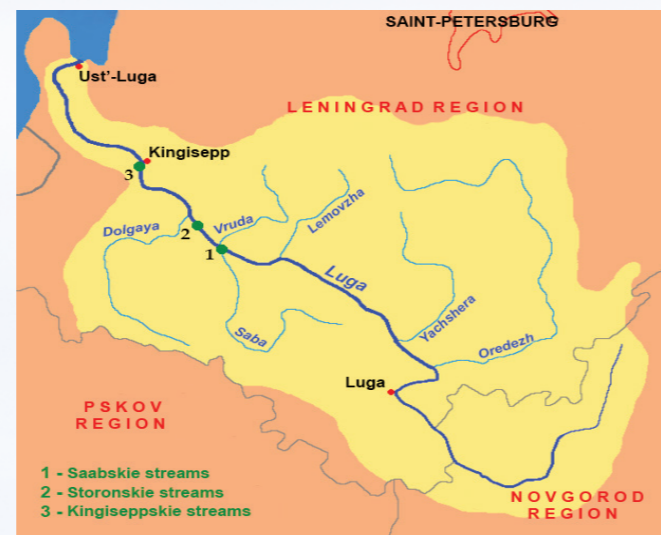 SAINT-PETERSBURG
Ust'-Luga
LENINGRAD REGION
Kingisepp
3
Lemovzha
Vruda
Dolgaya
2
1
Luga
Yachshera
Saba
Oredezh
Luga
PSKOV
REGION
1 - Saabskie streams
2 - Storonskie streams
3 - Kingiseppskie streams
NOVGOROD
REGION